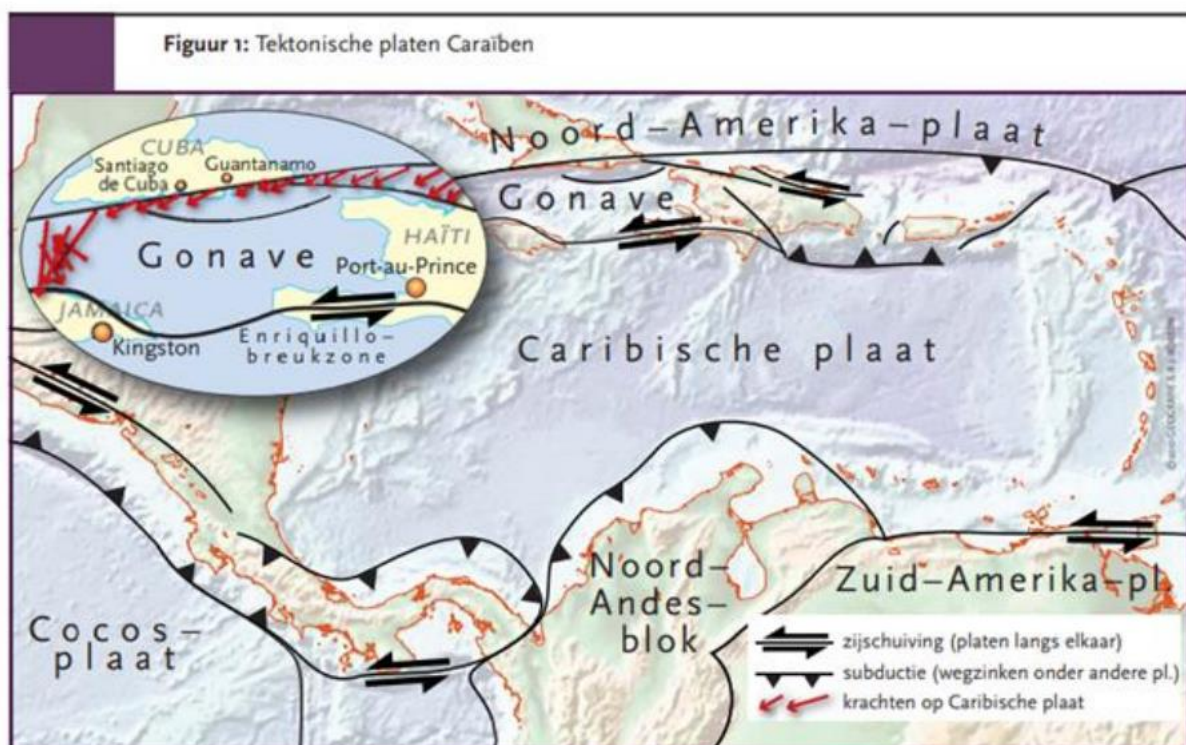 Figuur 1: Tektonische platen Caraïben
Noord–Amerika–plaat
CUBA
Santiago
de Cuba
Guantanamo
Gonave
Gonave
HAÏTI
Port-au-Prince
JAMAICA
Kingston
Enriquillo–
breukzone
Caribische plaat
Noord–
Andes–
blok
Zuid–Amerika–pl.
Cocos–
plaat
zijschuiving (platen langs elkaar)
subductie (wegzinken onder andere pl.)
krachten op Caribische plaat